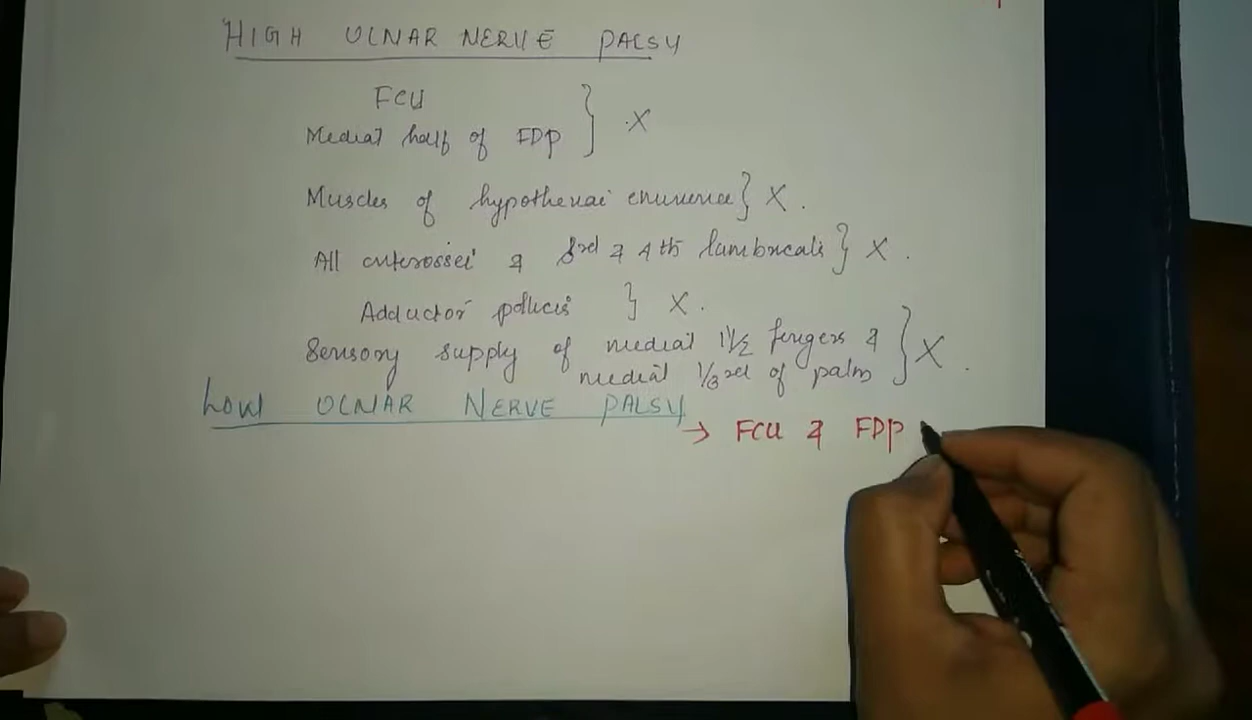 HIGH ULNAR NERVE PALSY
FCU
Medial half of FDP } X
Muscles of hypothenai eminence } X.
All interossei & 3rd & 4th lumbricals } X.
Adductor pollicis } X.
Sensory supply of medial 1½ fingers &
medial 1/3rd of palm } X.
Low ULNAR NERVE PALSY
→ FCU & FDP